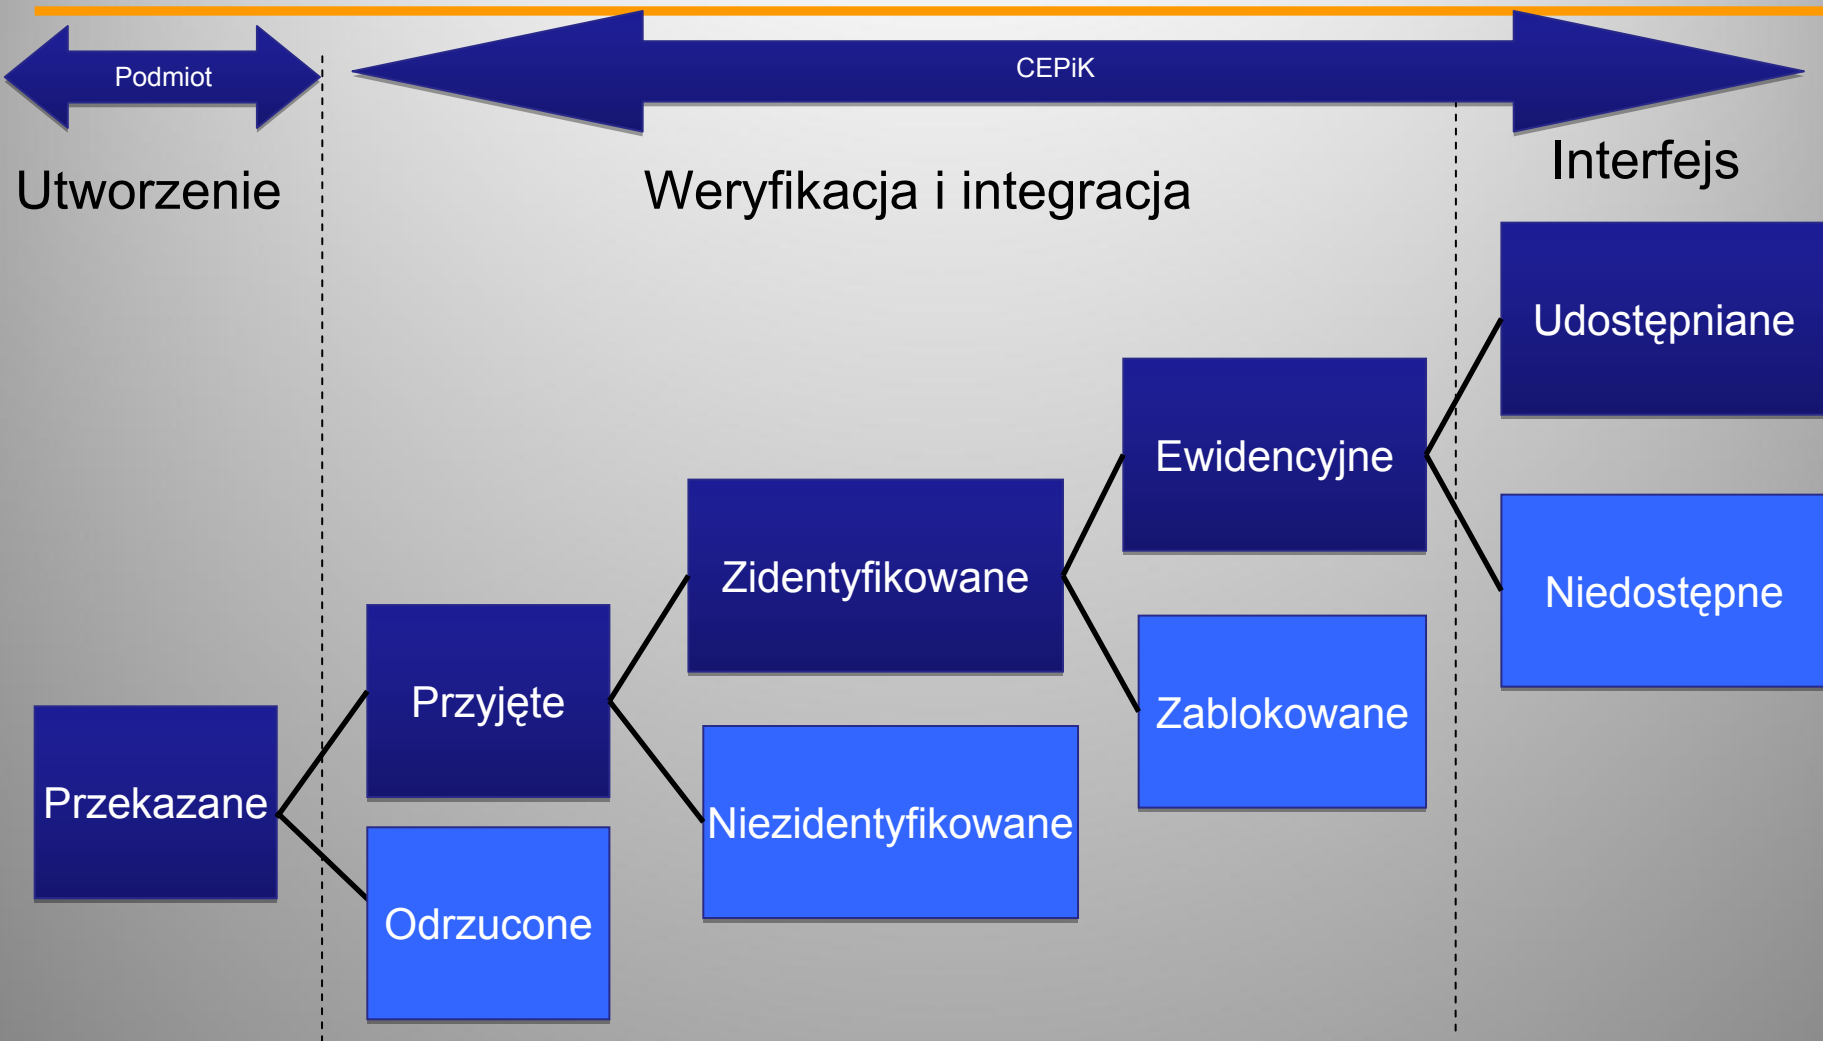 Podmiot
CEPiK
Utworzenie
Weryfikacja i integracja
Interfejs
Udostępniane
Ewidencyjne
Zidentyfikowane
Niedostępne
Przyjęte
Zablokowane
Przekazane
Niezidentyfikowane
Odrzucone